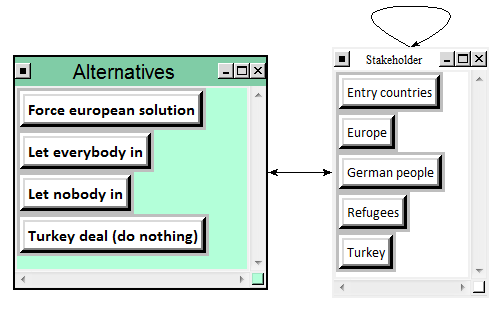 Alternatives
Force european solution
Let everybody in
Let nobody in
Turkey deal (do nothing)
Stakeholder
Entry countries
Europe
German people
Refugees
Turkey